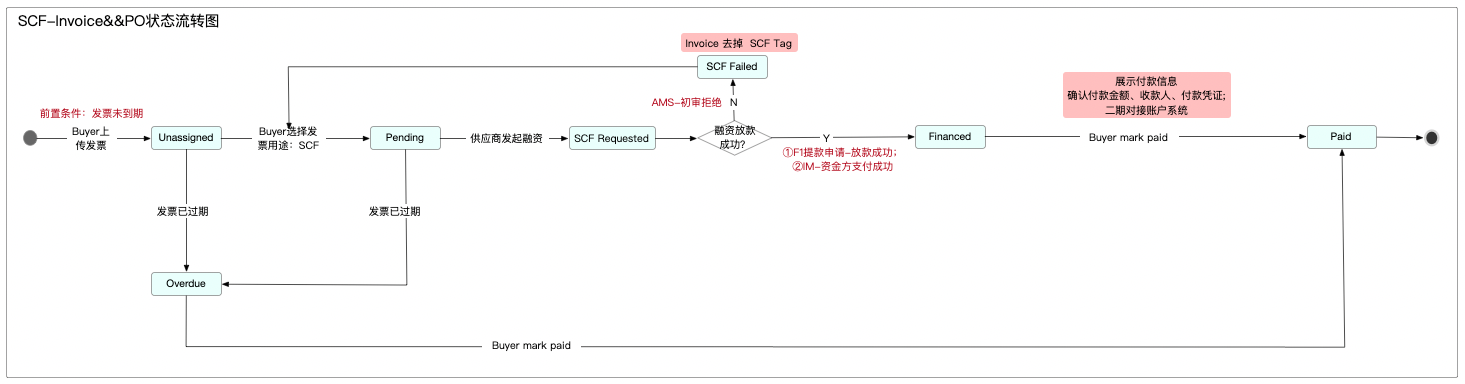 SCF-Invoice&&PO状态流转图
Invoice 去掉 SCF Tag
SCF Failed
展示付款信息
确认付款金额、收款人、付款凭证;
二期对接账户系统
AMS-初审拒绝
N
前置条件：发票未到期
Buyer上
传发票
Unassigned
Buyer选择发
票用途：SCF
Pending
供应商发起融资
SCF Requested
融资放款
成功?
Y
①F1提款申请-放款成功;
②IM-资金方支付成功
Financed
Buyer mark paid
Paid
发票已过期
发票已过期
Overdue
Buyer mark paid